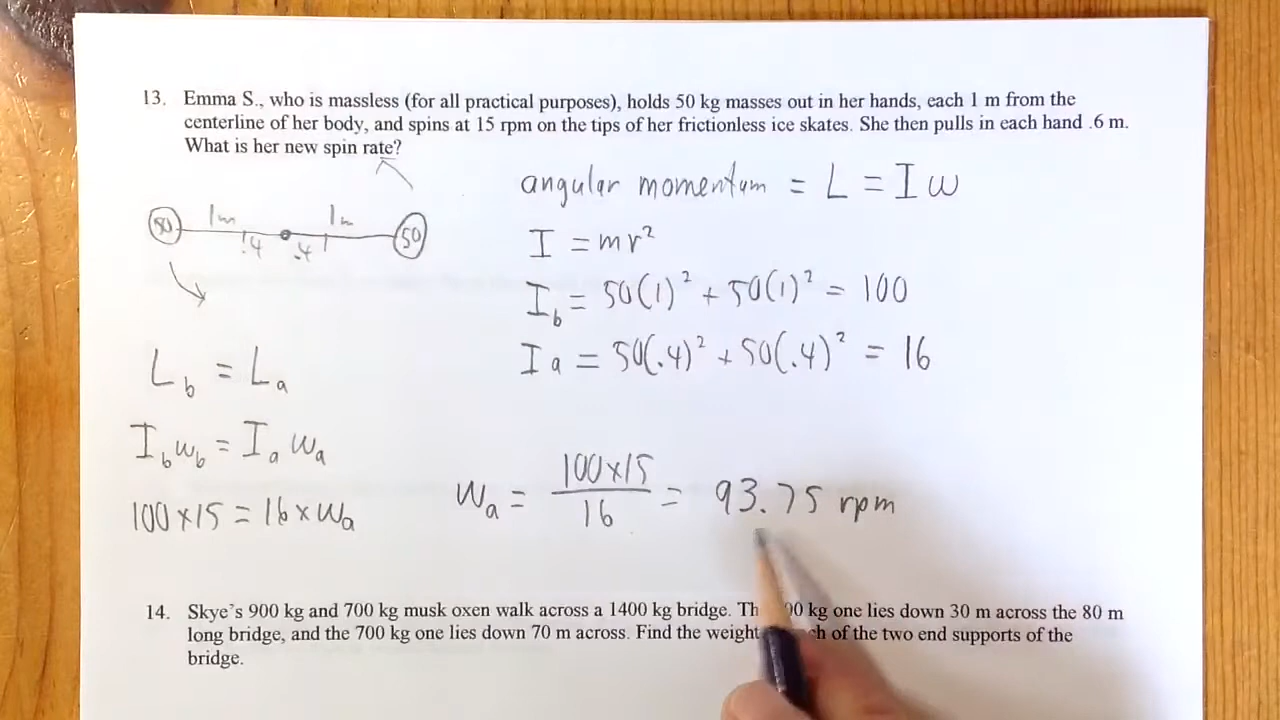 13. Emma S., who is massless (for all practical purposes), holds 50 kg masses out in her hands, each 1 m from the
centerline of her body, and spins at 15 rpm on the tips of her frictionless ice skates. She then pulls in each hand .6 m.
What is her new spin rate?
angular momentum = L = I ω
1m 1m
50 .4 .4 50
I = mr²
I_b = 50(1)² + 50(1)² = 100
I a = 50(.4)² + 50(.4)² = 16
L_b = L_a
I_b ω_b = I_a ω_a
100×15 = 16×ω_a
ω_a = 100×15 / 16 = 93.75 rpm
14. Skye's 900 kg and 700 kg musk oxen walk across a 1400 kg bridge. kg one lies down 30 m across the 80 m
long bridge, and the 700 kg one lies down 70 m across. Find the weight of the two end supports of the
bridge.